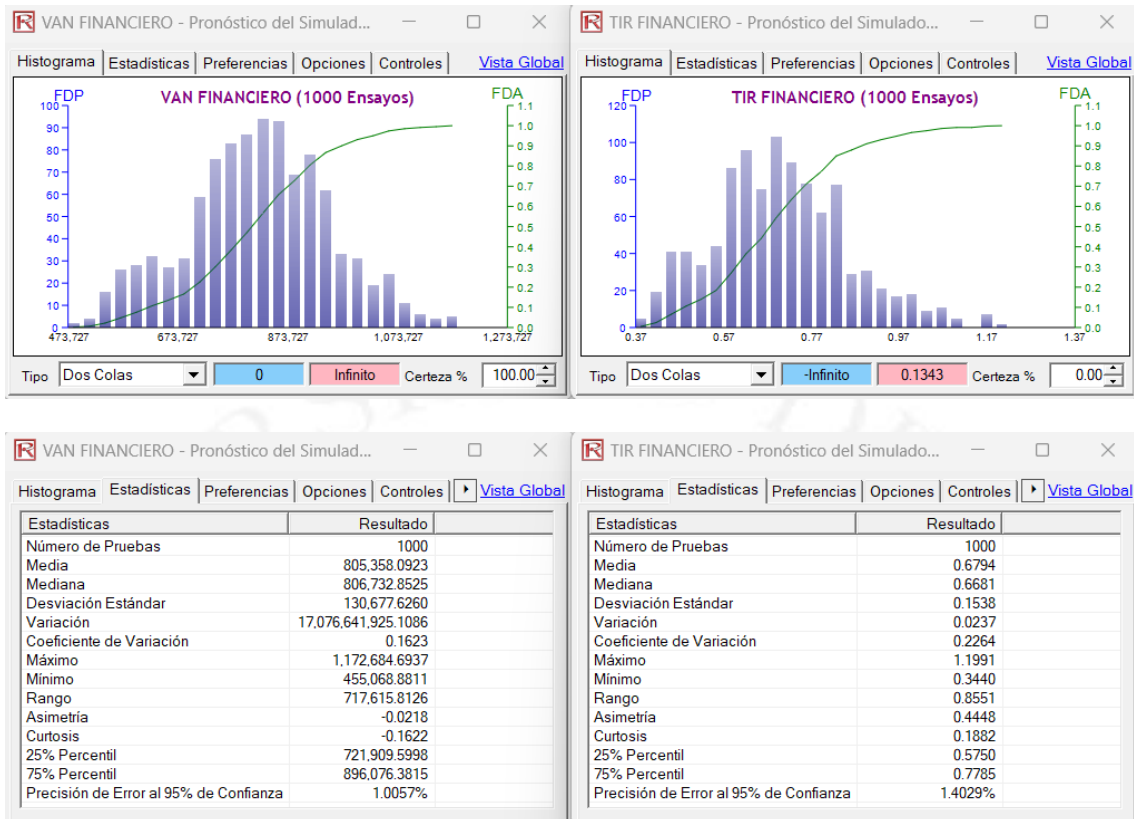 VAN FINANCIERO - Pronóstico del Simulad...
Histograma Estadísticas Preferencias Opciones Controles Vista Global
FDP VAN FINANCIERO (1000 Ensayos) FDA
100
90
80
70
60
50
40
30
20
10
0
1.1
1.0
0.9
0.8
0.7
0.6
0.5
0.4
0.3
0.2
0.1
0.0
473,727 673,727 873,727 1,073,727 1,273,727
Tipo Dos Colas 0 Infinito Certeza % 100.00
TIR FINANCIERO - Pronóstico del Simulado...
Histograma Estadísticas Preferencias Opciones Controles Vista Global
FDP TIR FINANCIERO (1000 Ensayos) FDA
120
100
80
60
40
20
0
1.1
1.0
0.9
0.8
0.7
0.6
0.5
0.4
0.3
0.2
0.1
0.0
0.37 0.57 0.77 0.97 1.17 1.37
Tipo Dos Colas -Infinito 0.1343 Certeza % 0.00
VAN FINANCIERO - Pronóstico del Simulad...
Histograma Estadísticas Preferencias Opciones Controles Vista Global
Estadísticas Resultado
Número de Pruebas 1000
Media 805,358.0923
Mediana 806,732.8525
Desviación Estándar 130,677.6260
Variación 17,076,641,925.1086
Coeficiente de Variación 0.1623
Máximo 1,172,684.6937
Mínimo 455,068.8811
Rango 717,615.8126
Asimetría -0.0218
Curtosis -0.1622
25% Percentil 721,909.5998
75% Percentil 896,076.3815
Precisión de Error al 95% de Confianza 1.0057%
TIR FINANCIERO - Pronóstico del Simulado...
Histograma Estadísticas Preferencias Opciones Controles Vista Global
Estadísticas Resultado
Número de Pruebas 1000
Media 0.6794
Mediana 0.6681
Desviación Estándar 0.1538
Variación 0.0237
Coeficiente de Variación 0.2264
Máximo 1.1991
Mínimo 0.3440
Rango 0.8551
Asimetría 0.4448
Curtosis 0.1882
25% Percentil 0.5750
75% Percentil 0.7785
Precisión de Error al 95% de Confianza 1.4029%